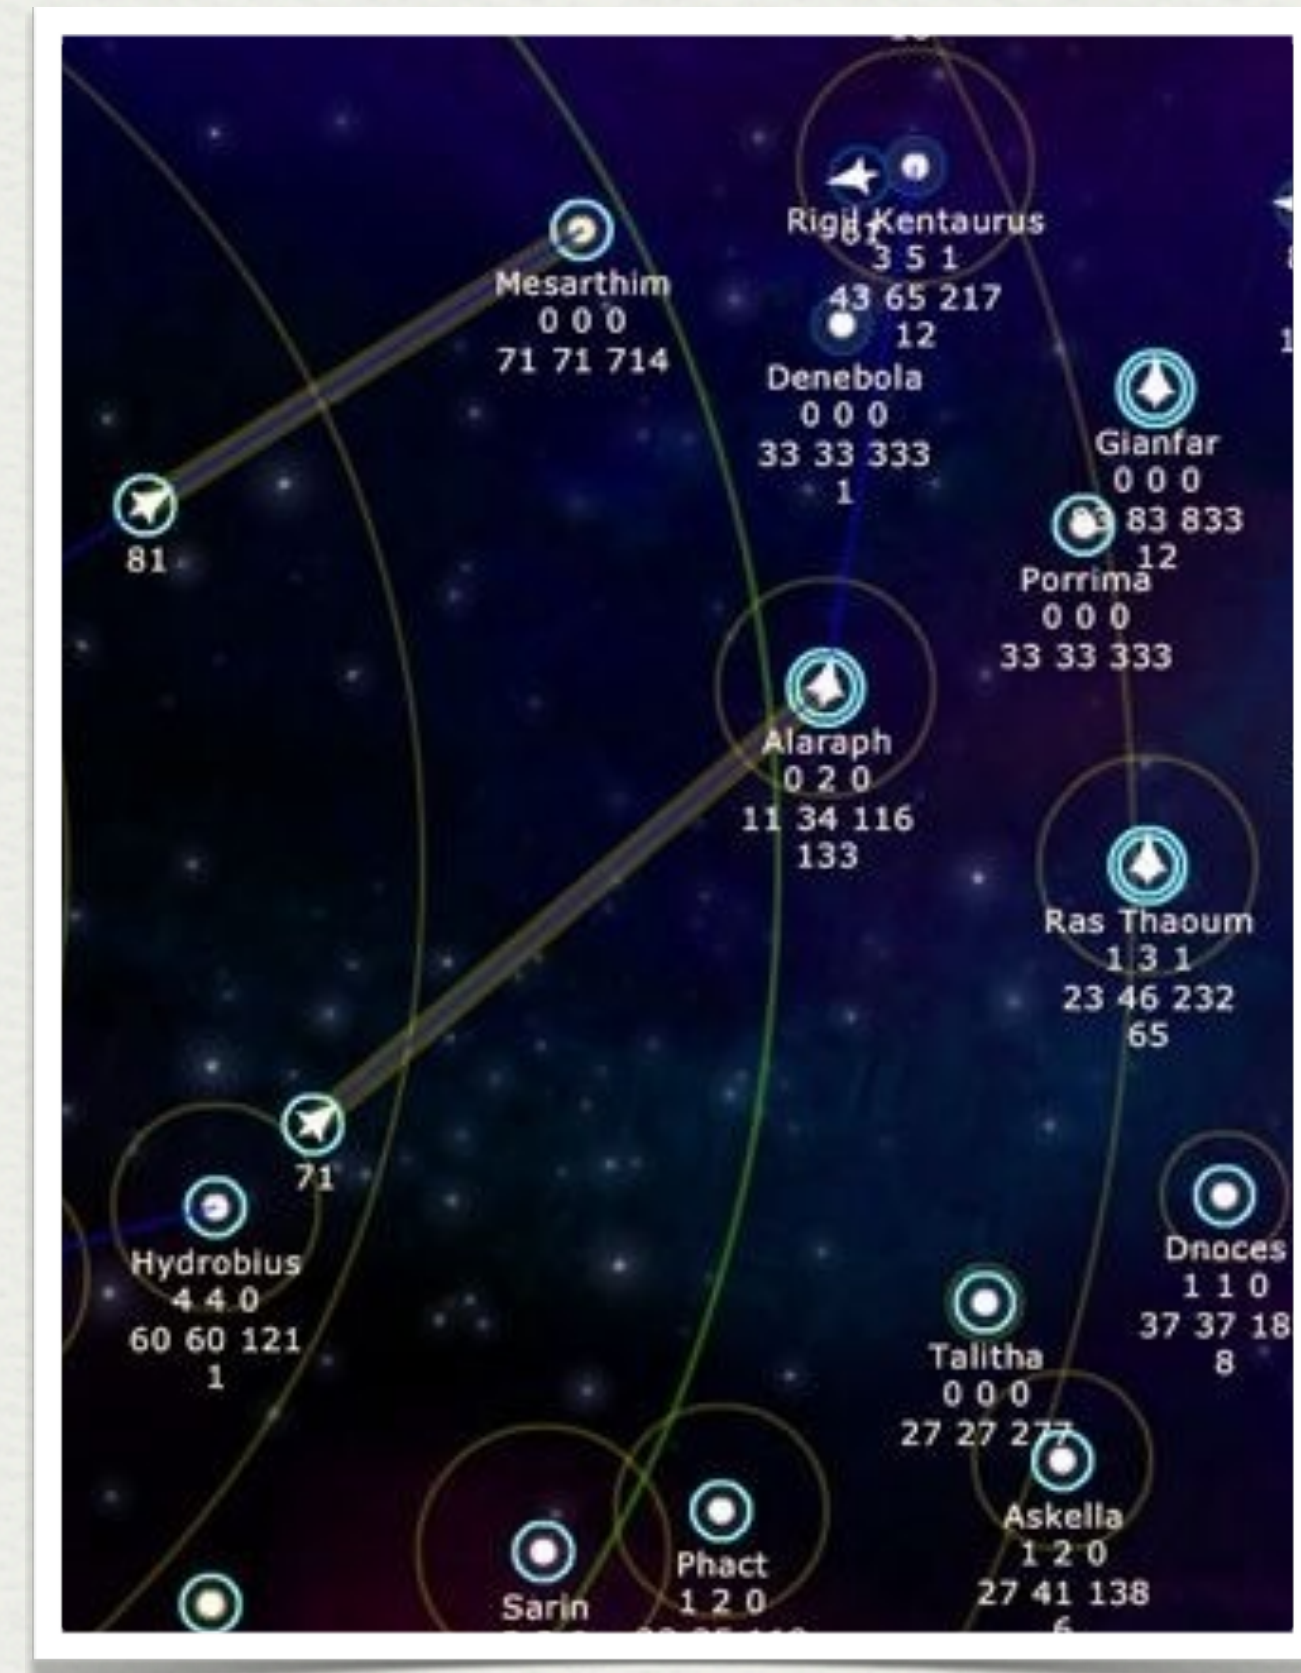 Rigil Kentaurus
3 5 1
43 65 217
12
Mesarthim
0 0 0
71 71 714
Denebola
0 0 0
33 33 333
1
Gianfar
0 0 0
83 83 833
12
81
Porrima
0 0 0
33 33 333
Alaraph
0 2 0
11 34 116
133
Ras Thaoum
1 3 1
23 46 232
65
71
Hydrobius
4 4 0
60 60 121
1
Dnoces
1 1 0
37 37 18
8
Talitha
0 0 0
27 27 277
Askella
1 2 0
27 41 138
6
Phact
1 2 0
Sarin